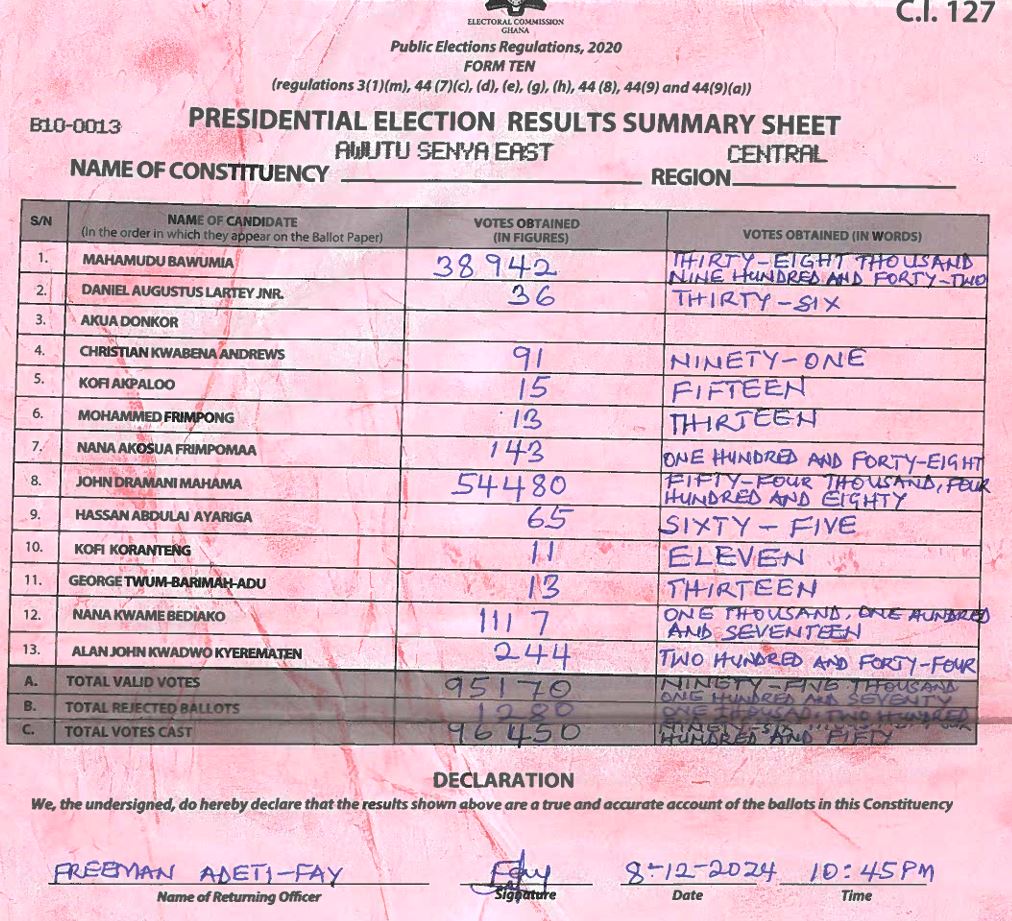 C.I. 127
ELECTORAL COMMISSION
GHANA
Public Elections Regulations, 2020
FORM TEN
(regulations 3(1)(m), 44 (7)(c), (d), (e), (g), (h), 44 (8), 44(9) and 44(9)(a))
B10-0013
PRESIDENTIAL ELECTION RESULTS SUMMARY SHEET
NAME OF CONSTITUENCY AWUTU SENYA EAST REGION CENTRAL
S/N NAME OF CANDIDATE (In the order in which they appear on the Ballot Paper) VOTES OBTAINED (IN FIGURES) VOTES OBTAINED (IN WORDS)
1. MAHAMUDU BAWUMIA 38942 THIRTY-EIGHT THOUSAND NINE HUNDRED AND FORTY-TWO
2. DANIEL AUGUSTUS LARTEY JNR. 36 THIRTY-SIX
3. AKUA DONKOR
4. CHRISTIAN KWABENA ANDREWS 91 NINETY-ONE
5. KOFI AKPALOO 15 FIFTEEN
6. MOHAMMED FRIMPONG 13 THIRTEEN
7. NANA AKOSUA FRIMPOMAA 143 ONE HUNDRED AND FORTY-EIGHT
8. JOHN DRAMANI MAHAMA 54480 FIFTY-FOUR THOUSAND, FOUR HUNDRED AND EIGHTY
9. HASSAN ABDULAI AYARIGA 65 SIXTY-FIVE
10. KOFI KORANTENG 11 ELEVEN
11. GEORGE TWUM-BARIMAH-ADU 13 THIRTEEN
12. NANA KWAME BEDIAKO 1117 ONE THOUSAND, ONE AUNDRED AND SEVENTEEN
13. ALAN JOHN KWADWO KYEREMATEN 244 TWO HUNDRED AND FORTY-FOUR
A. TOTAL VALID VOTES 95170 NINETY-FIVE THOUSAND ONE HUNDRED AND SEVENTY
B. TOTAL REJECTED BALLOTS 1280 ONE THOUSAD, TWO HUNDRED
C. TOTAL VOTES CAST 96450 HUNDRED AND FIFTY
DECLARATION
We, the undersigned, do hereby declare that the results shown above are a true and accurate account of the ballots in this Constituency
FREEMAN ADETI-FAY 8-12-2024 10:45PM
Name of Returning Officer Signature Date Time